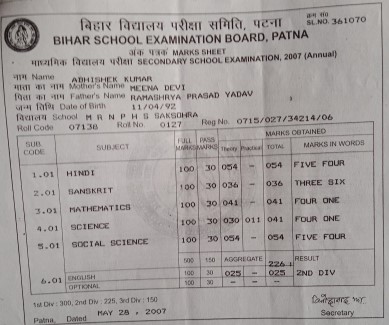 क्रम सं०
बिहार विद्यालय परीक्षा समिति, पटना SL.NO. 361070
BIHAR SCHOOL EXAMINATION BOARD, PATNA
अंक पत्रक MARKS SHEET
माध्यमिक विद्यालय परीक्षा SECONDARY SCHOOL EXAMINATION, 2007 (Annual)
नाम Name ABHISHEK KUMAR
माता का नाम Mother's Name MEENA DEVI
पिता का नाम Father's Name RAMASHRYA PRASAD YADAV
जन्म तिथि Date of Birth 11/04/92
विद्यालय School M R N P H S SAKSOHRA
Roll Code 07138 Roll No. 0127 Reg No. 0715/027/34214/06
SUB. CODE SUBJECT FULL MARKS PASS MARKS MARKS OBTAINED
Theory Practical TOTAL MARKS IN WORDS
1.01 HINDI 100 30 054 - 054 FIVE FOUR
2.01 SANSKRIT 100 30 036 - 036 THREE SIX
3.01 MATHEMATICS 100 30 041 - 041 FOUR ONE
4.01 SCIENCE 100 30 030 011 041 FOUR ONE
5.01 SOCIAL SCIENCE 100 30 054 - 054 FIVE FOUR
500 150 AGGREGATE 226 RESULT
6.01 ENGLISH 100 30 025 - 025 2ND DIV
OPTIONAL 100 30
1st Div : 300, 2nd Div : 225, 3rd Div : 150
Patna, Dated MAY 28, 2007 Secretary